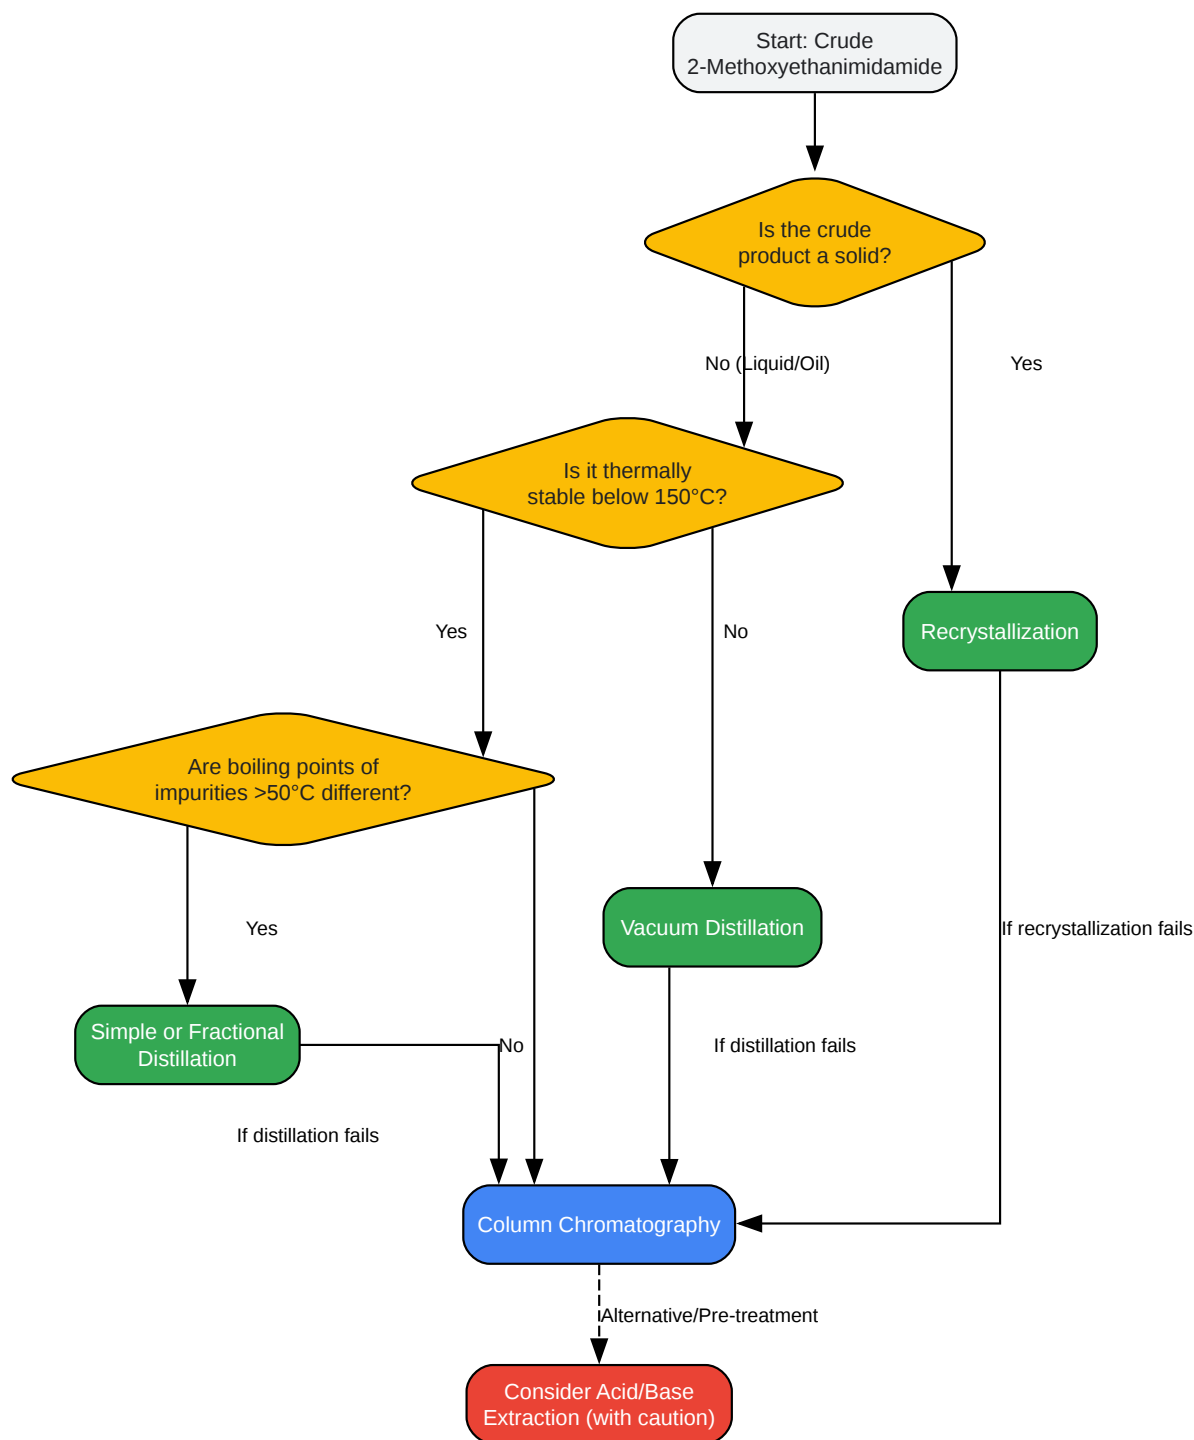 Start: Crude
2-Methoxyethanimidamide
Is the crude
product a solid?
No (Liquid/Oil)
Yes
Is it thermally
stable below 150°C?
Yes
No
Recrystallization
Are boiling points of
impurities >50°C different?
Yes
Vacuum Distillation
If recrystallization fails
Simple or Fractional
Distillation
No
If distillation fails
If distillation fails
Column Chromatography
Alternative/Pre-treatment
Consider Acid/Base
Extraction (with caution)